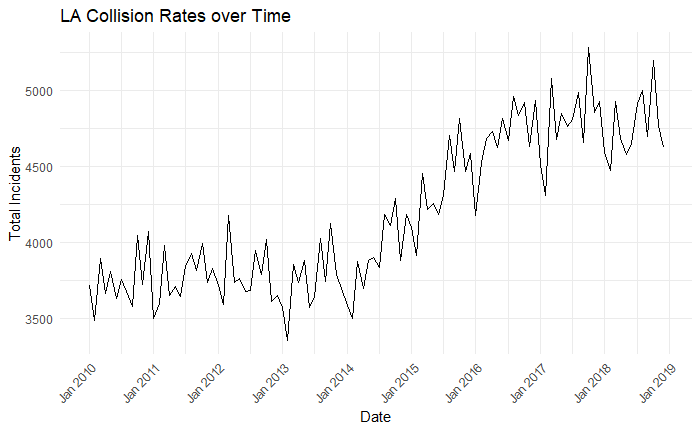 LA Collision Rates over Time
Total Incidents
5000
4500
4000
3500
Jan 2010
Jan 2011
Jan 2012
Jan 2013
Jan 2014
Jan 2015
Jan 2016
Jan 2017
Jan 2018
Jan 2019
Date